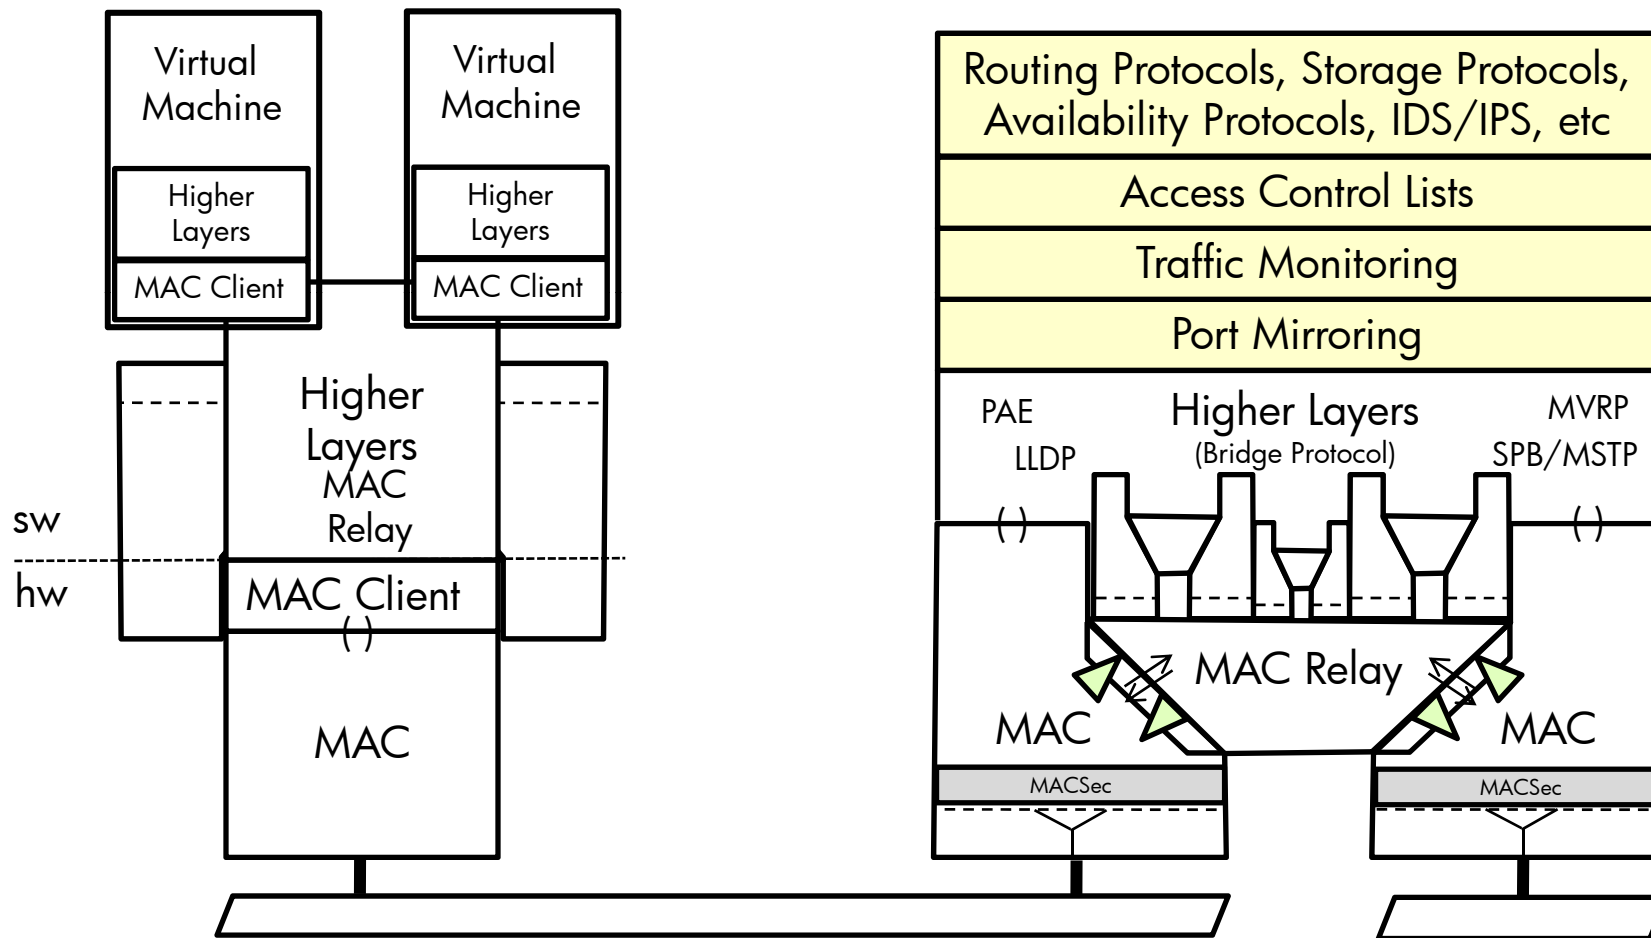 Virtual
Machine
Higher
Layers
MAC Client
Virtual
Machine
Higher
Layers
MAC Client
Higher
Layers
MAC
Relay
sw
hw
MAC Client
( )
MAC
Routing Protocols, Storage Protocols,
Availability Protocols, IDS/IPS, etc
Access Control Lists
Traffic Monitoring
Port Mirroring
PAE
LLDP
Higher Layers
(Bridge Protocol)
MVRP
SPB/MSTP
( )
( )
MAC Relay
MAC
MAC
MACSec
MACSec